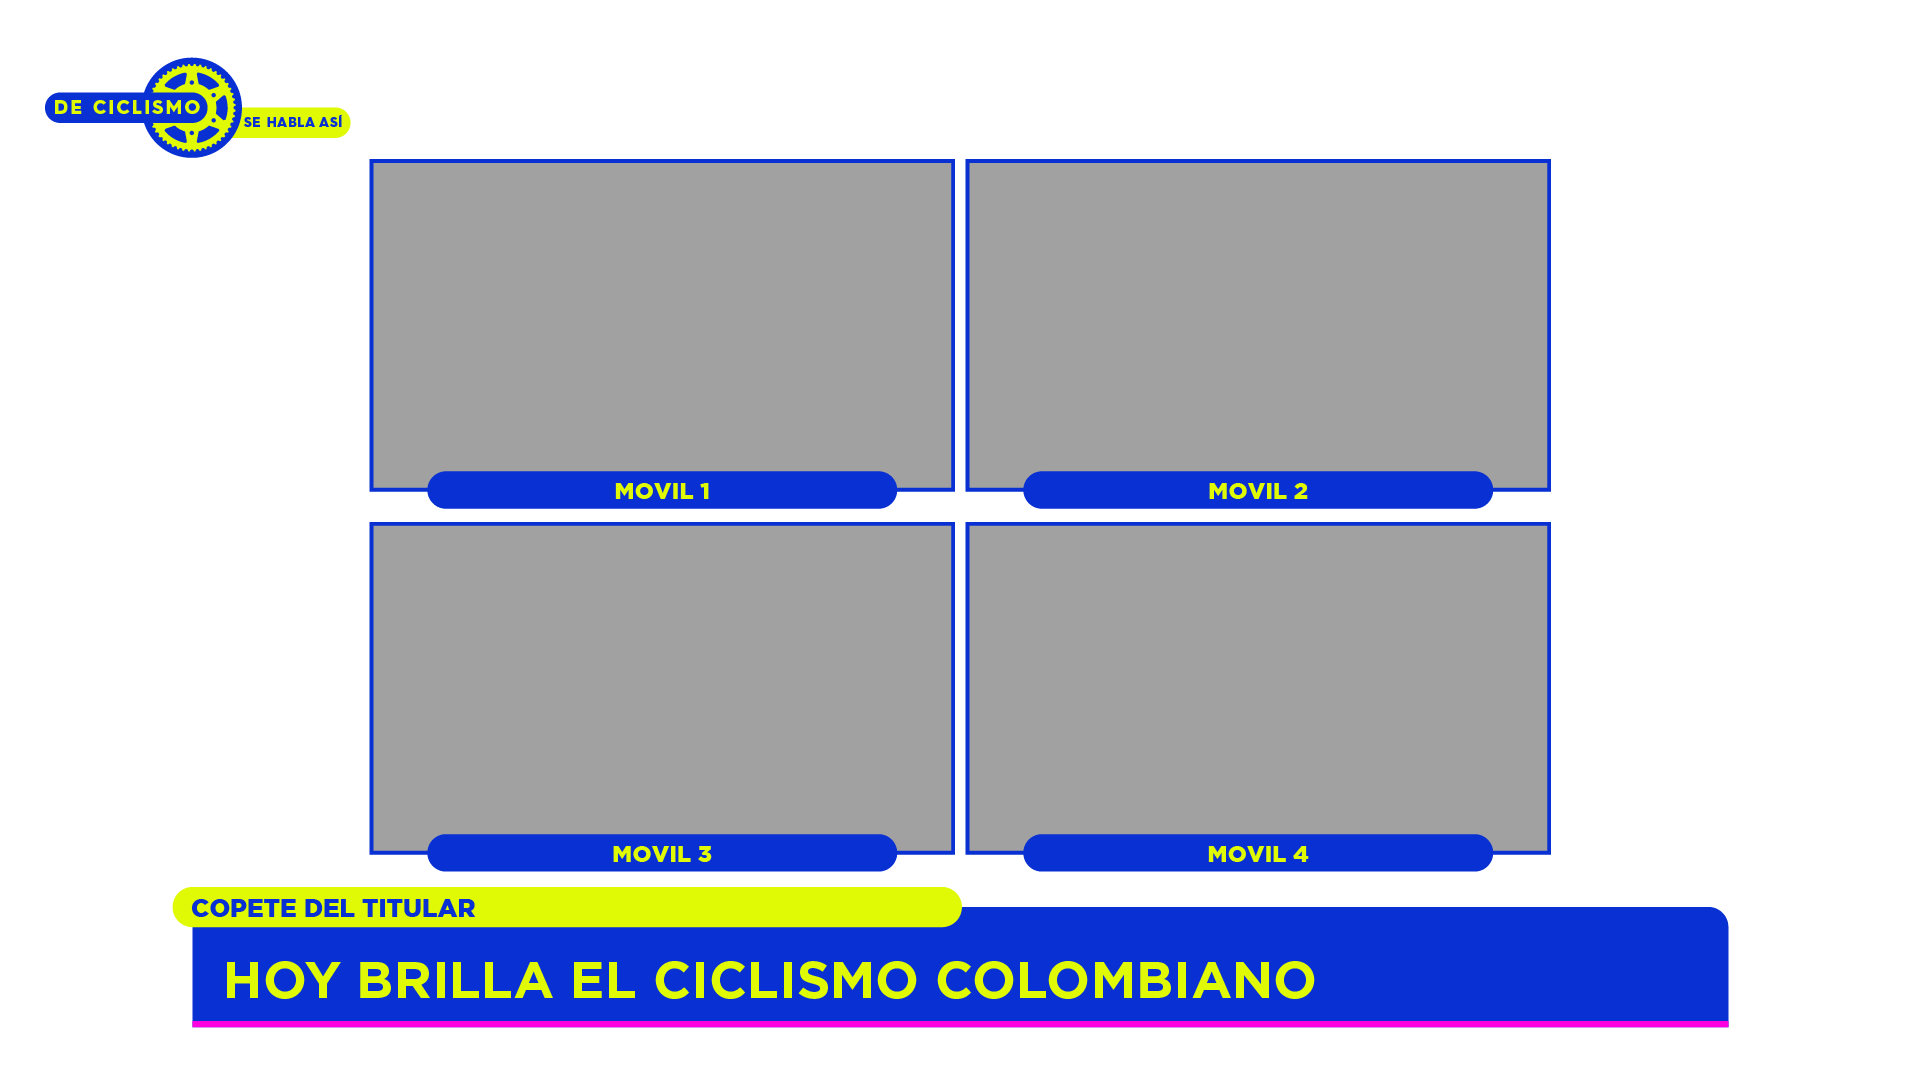 DE CICLISMO
SE HABLA ASÍ
MOVIL 1
MOVIL 2
MOVIL 3
MOVIL 4
COPETE DEL TITULAR
HOY BRILLA EL CICLISMO COLOMBIANO